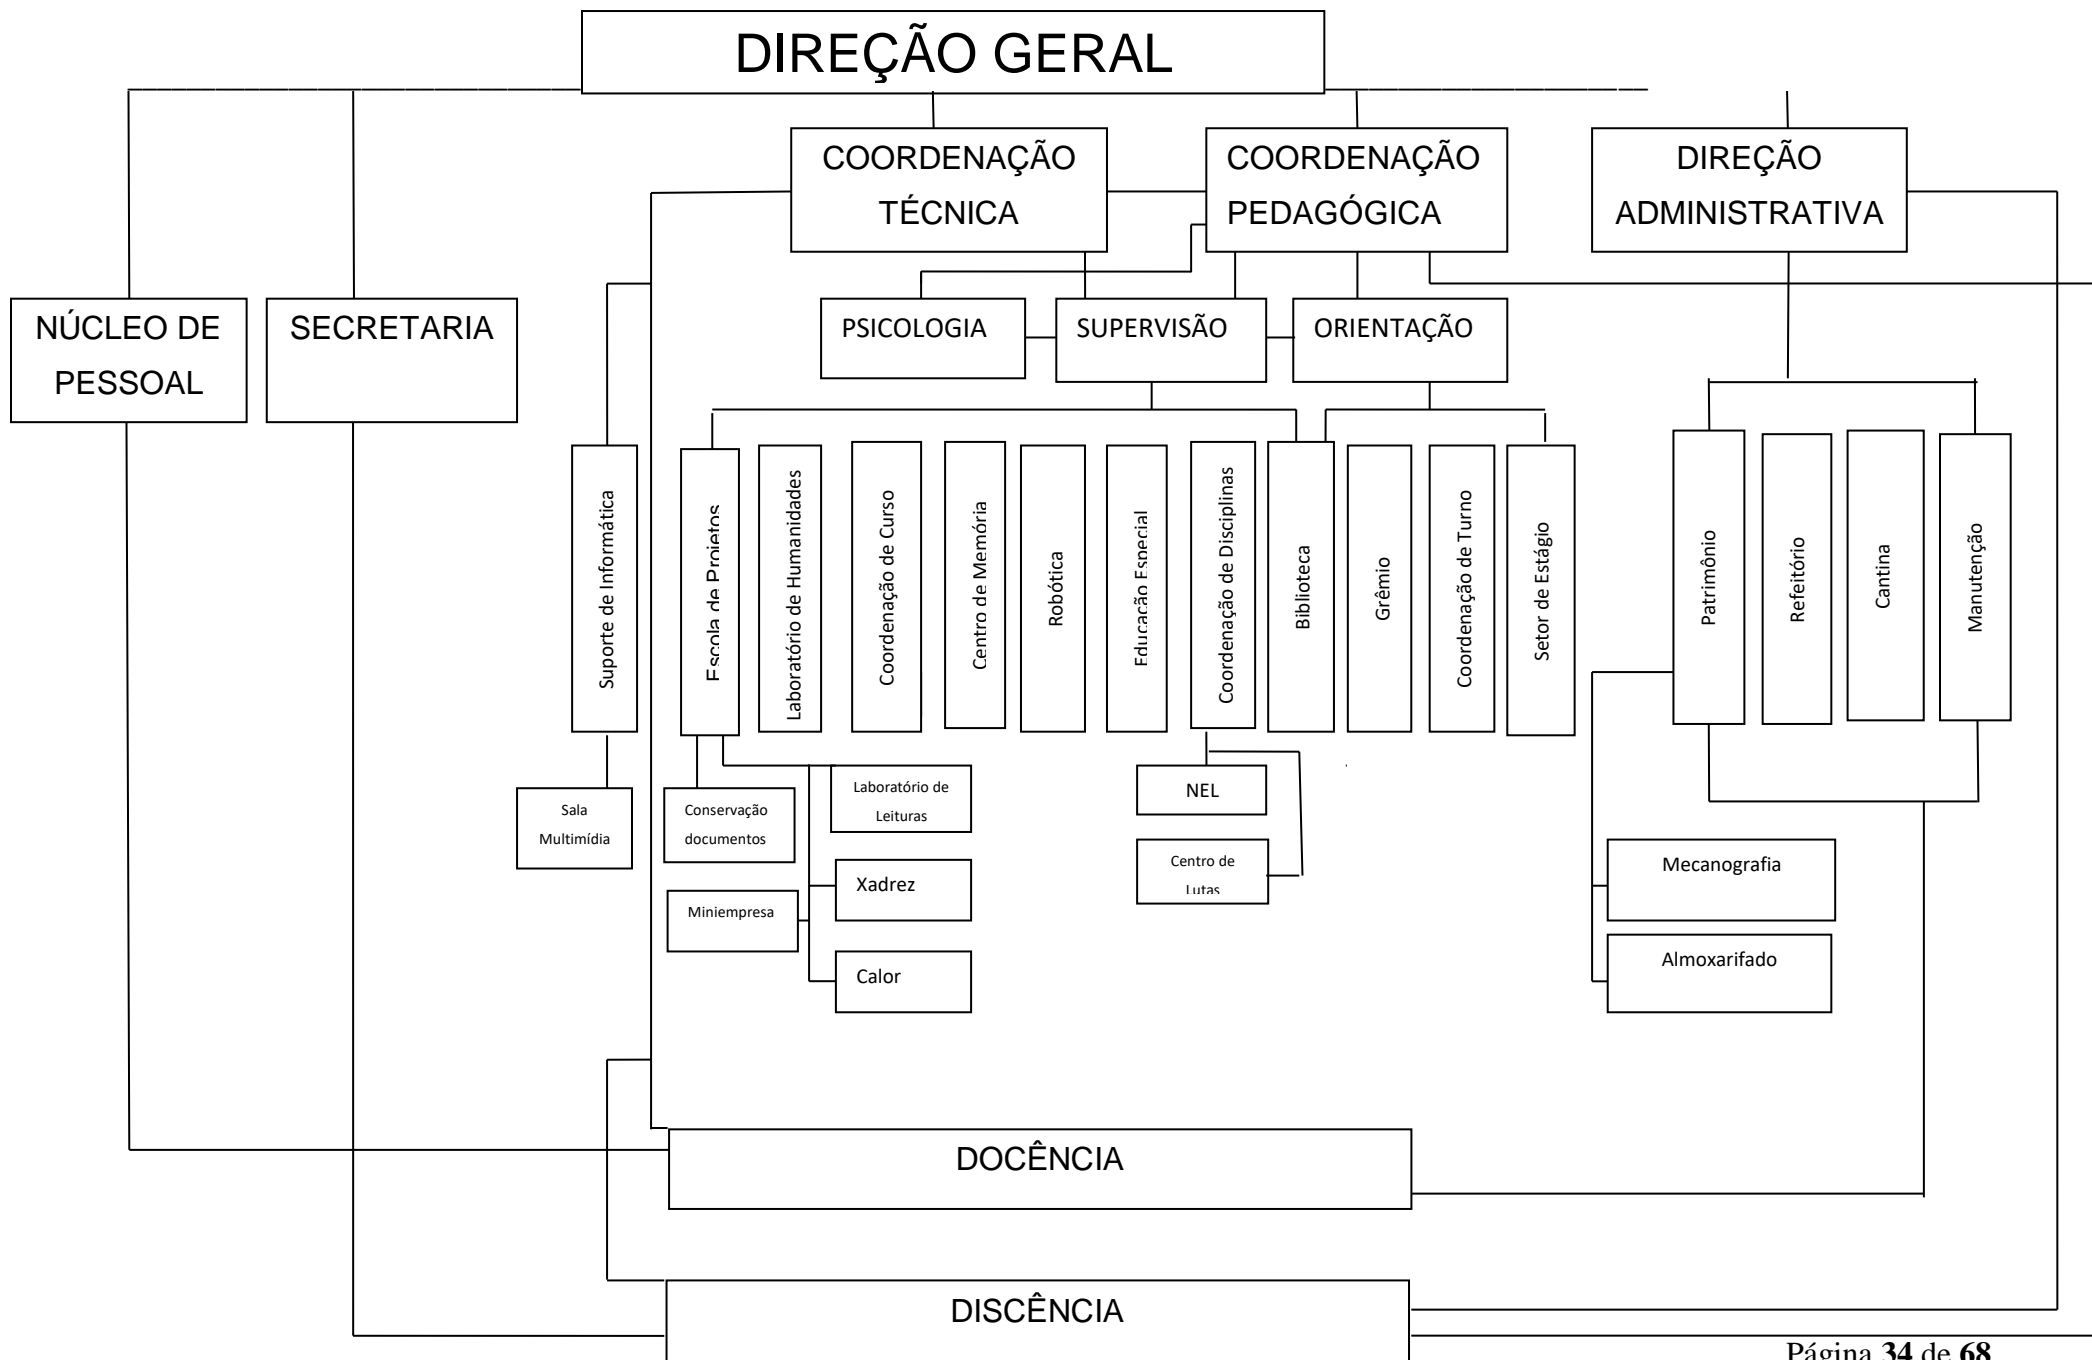 DIREÇÃO GERAL
COORDENAÇÃO
TÉCNICA
COORDENAÇÃO
PEDAGÓGICA
DIREÇÃO
ADMINISTRATIVA
NÚCLEO DE
PESSOAL
SECRETARIA
PSICOLOGIA
SUPERVISÃO
ORIENTAÇÃO
Suporte de Informática
Escola de Projetos
Laboratório de Humanidades
Coordenação de Curso
Centro de Memória
Robótica
Educação Especial
Coordenação de Disciplinas
Biblioteca
Grêmio
Coordenação de Turno
Setor de Estágio
Patrimônio
Refeitório
Cantina
Manutenção
Sala
Multimídia
Conservação
documentos
Laboratório de
Leituras
NEL
Centro de
Lutas
Xadrez
Miniempresa
Calor
Mecanografia
Almoxarifado
DOCÊNCIA
DISCÊNCIA
Página 34 de 68